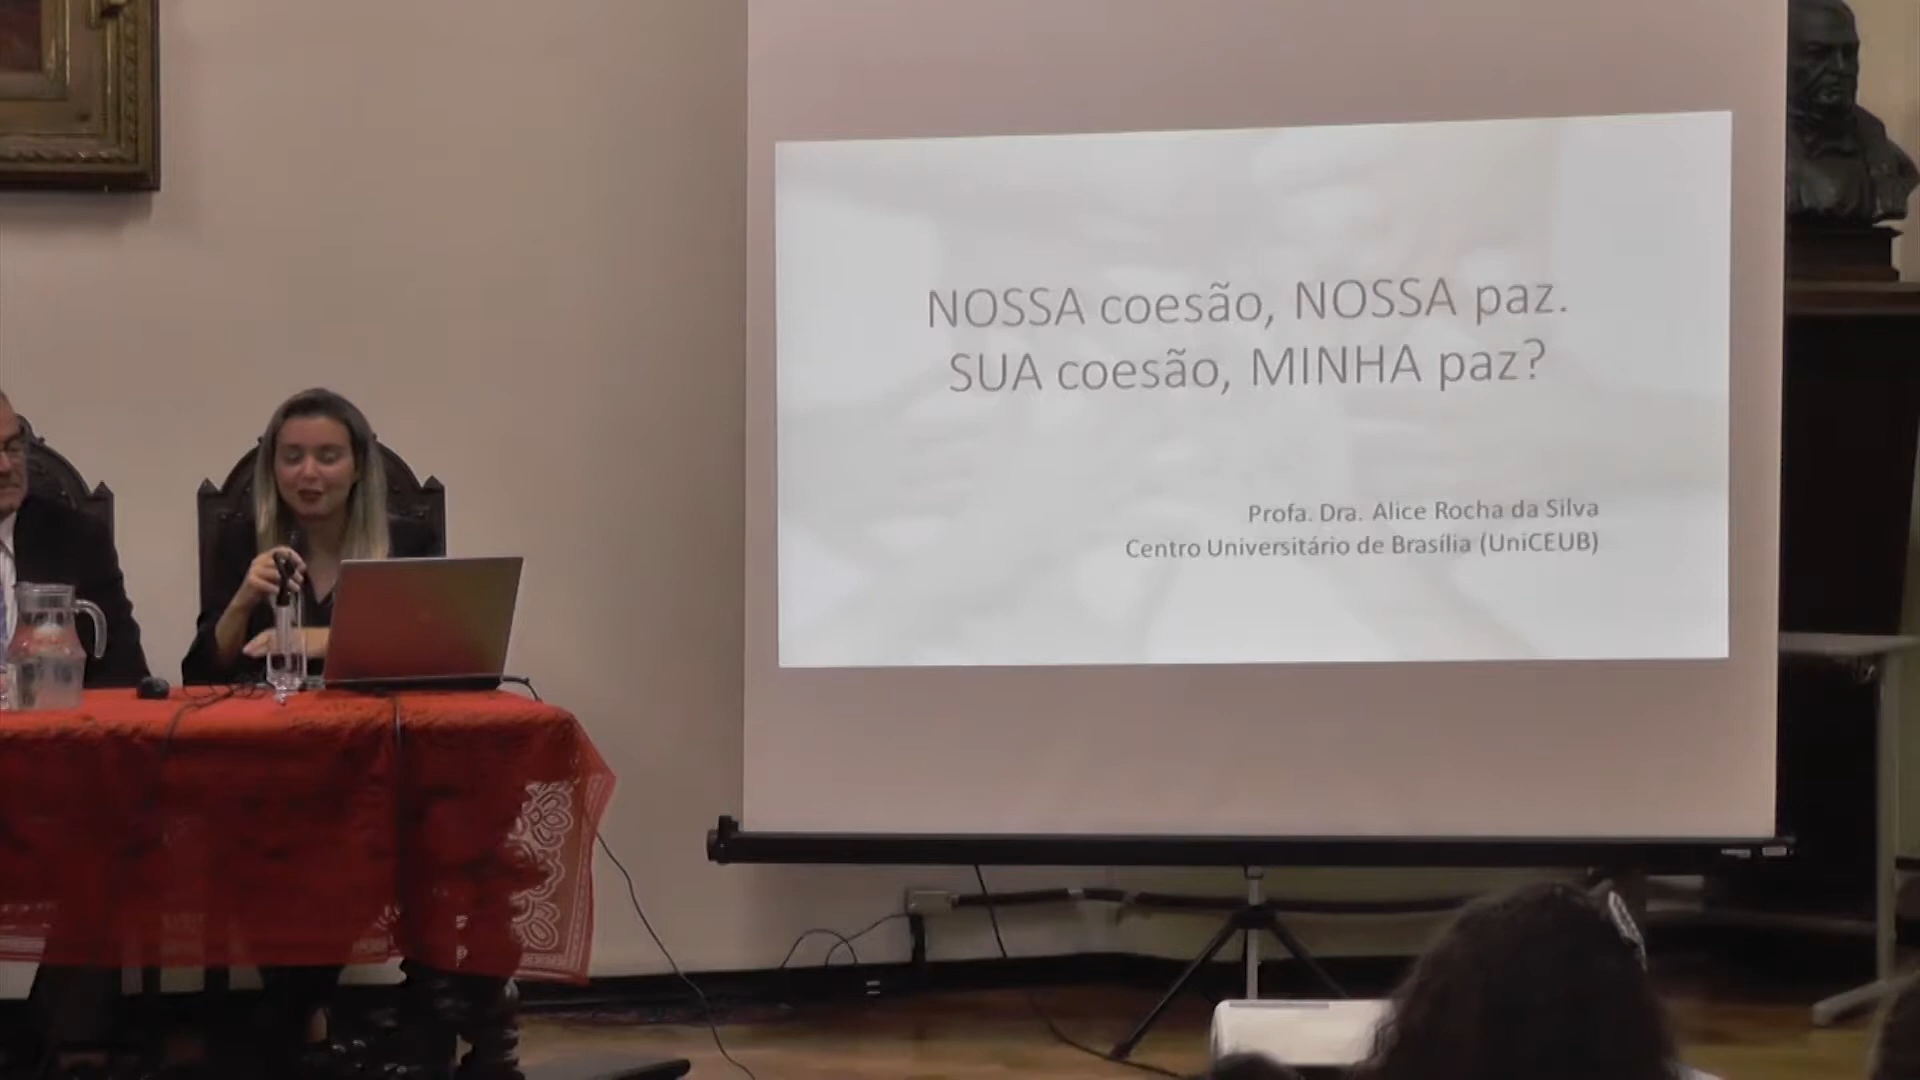 NOSSA coesão, NOSSA paz.
SUA coesão, MINHA paz?
Profa. Dra. Alice Rocha da Silva
Centro Universitário de Brasília (UniCEUB)